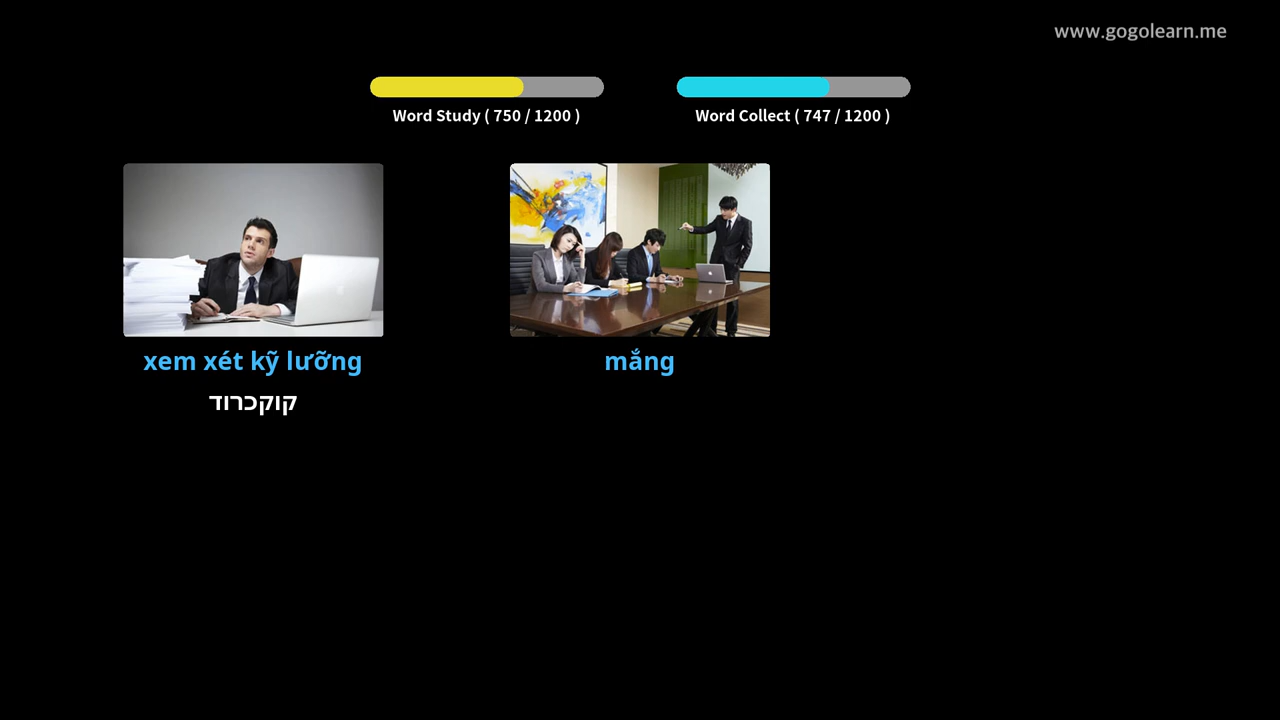 www.gogolearn.me
Word Study ( 750 / 1200 )
Word Collect ( 747 / 1200 )
xem xét kỹ lưỡng
mắng
קוקכרוד